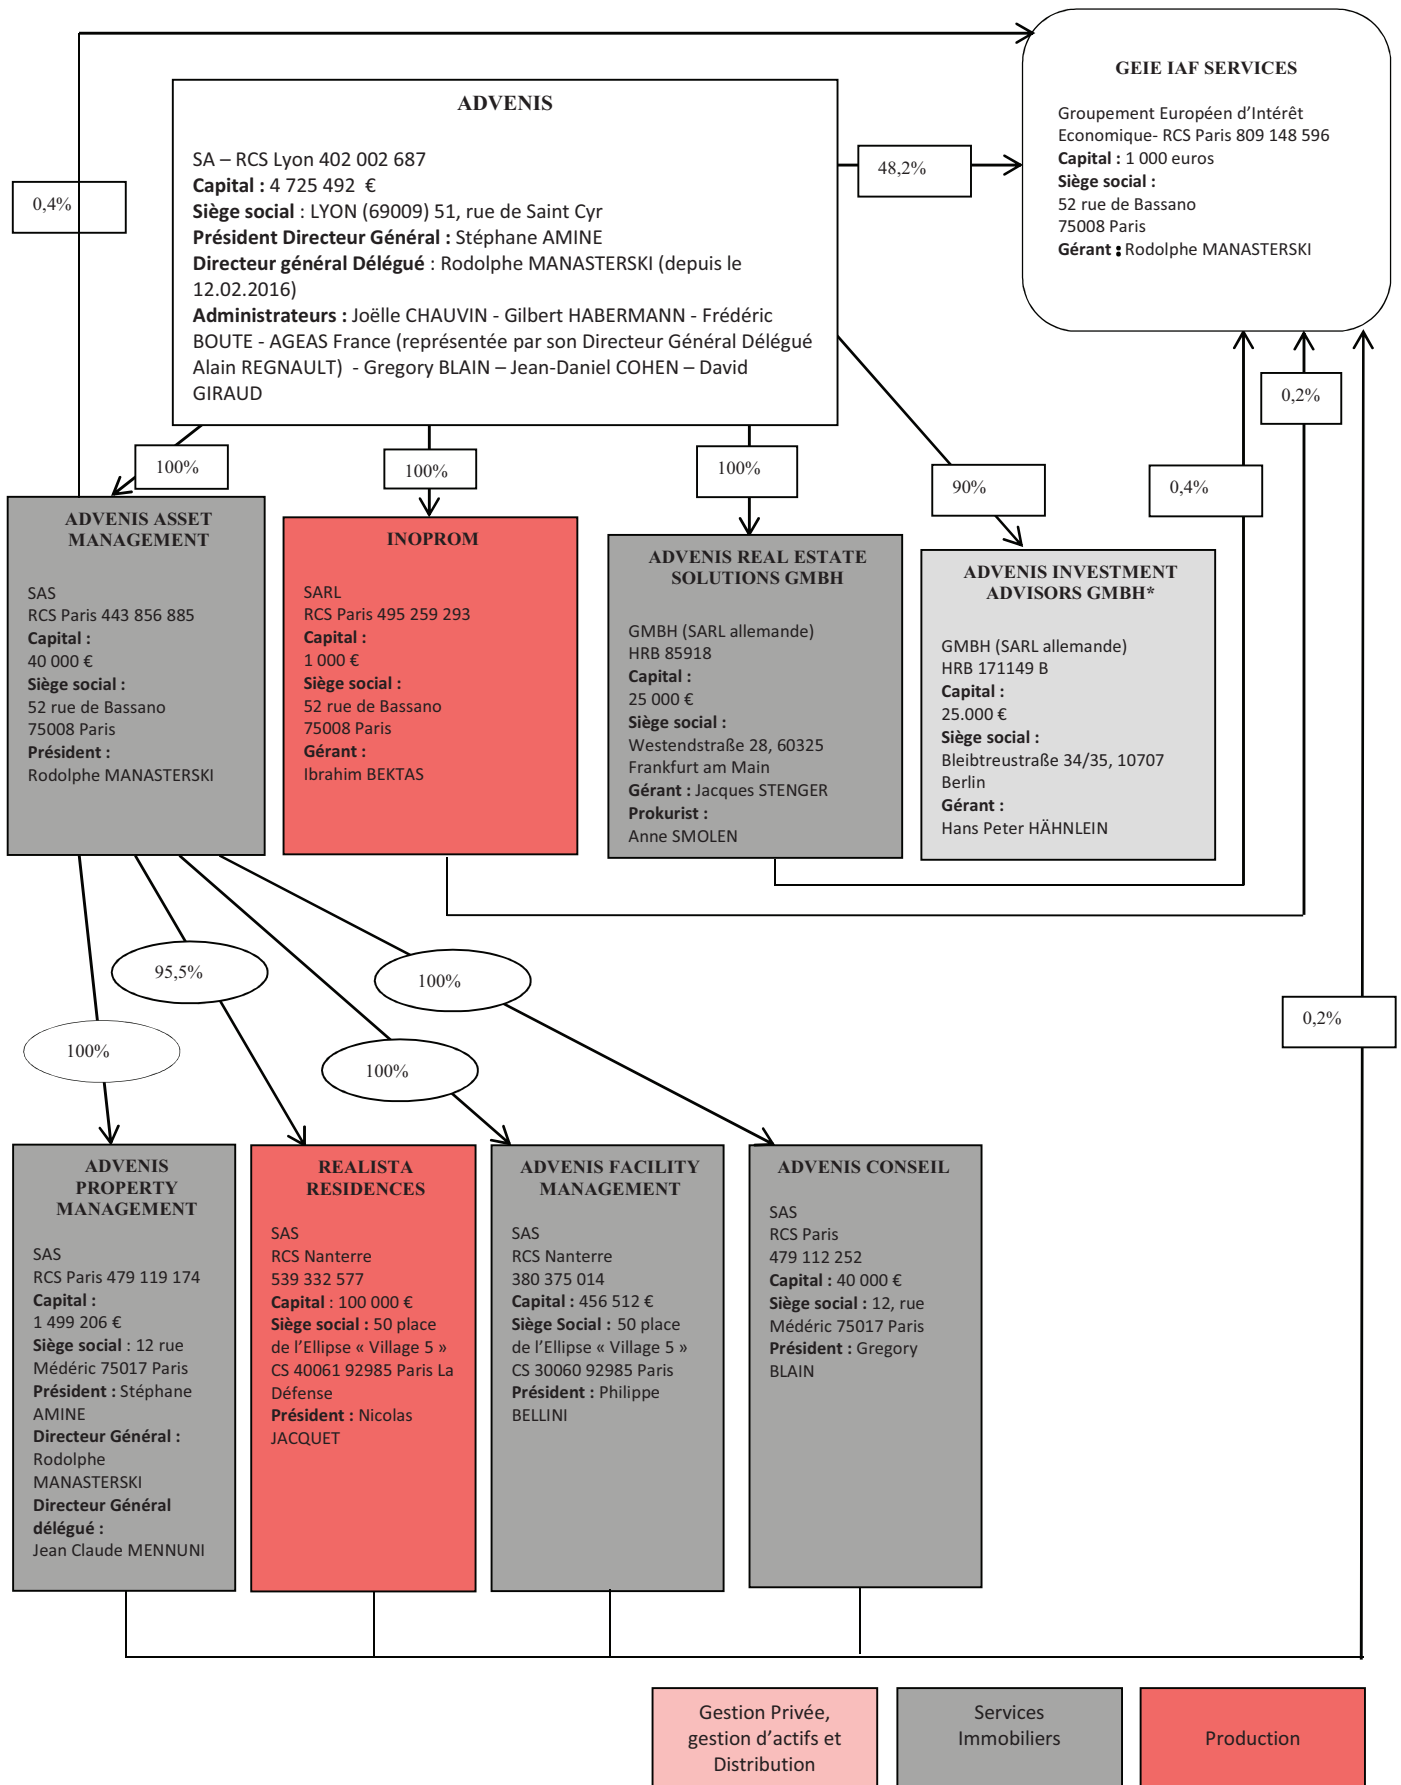 GEIE IAF SERVICES
Groupement Européen d’Intérêt
Economique- RCS Paris 809 148 596
Capital : 1 000 euros
Siège social :
52 rue de Bassano
75008 Paris
Gérant : Rodolphe MANASTERSKI
ADVENIS
SA – RCS Lyon 402 002 687
Capital : 4 725 492 €
Siège social : LYON (69009) 51, rue de Saint Cyr
Président Directeur Général : Stéphane AMINE
Directeur général Délégué : Rodolphe MANASTERSKI (depuis le
12.02.2016)
Administrateurs : Joëlle CHAUVIN - Gilbert HABERMANN - Frédéric
BOUTE - AGEAS France (représentée par son Directeur Général Délégué
Alain REGNAULT) - Gregory BLAIN – Jean-Daniel COHEN – David
GIRAUD
48,2%
0,4%
0,2%
100%
100%
100%
90%
0,4%
ADVENIS ASSET
MANAGEMENT
SAS
RCS Paris 443 856 885
Capital :
40 000 €
Siège social :
52 rue de Bassano
75008 Paris
Président :
Rodolphe MANASTERSKI
INOPROM
SARL
RCS Paris 495 259 293
Capital :
1 000 €
Siège social :
52 rue de Bassano
75008 Paris
Gérant :
Ibrahim BEKTAS
ADVENIS REAL ESTATE
SOLUTIONS GMBH
GMBH (SARL allemande)
HRB 85918
Capital :
25 000 €
Siège social :
Westendstraße 28, 60325
Frankfurt am Main
Gérant : Jacques STENGER
Prokurist :
Anne SMOLEN
ADVENIS INVESTMENT
ADVISORS GMBH*
GMBH (SARL allemande)
HRB 171149 B
Capital :
25.000 €
Siège social :
Bleibtreustraße 34/35, 10707
Berlin
Gérant :
Hans Peter HÄHNLEIN
95,5%
100%
0,2%
100%
100%
ADVENIS
PROPERTY
MANAGEMENT
SAS
RCS Paris 479 119 174
Capital :
1 499 206 €
Siège social : 12 rue
Médéric 75017 Paris
Président : Stéphane
AMINE
Directeur Général :
Rodolphe
MANASTERSKI
Directeur Général
délégué :
Jean Claude MENNUNI
REALISTA
RESIDENCES
SAS
RCS Nanterre
539 332 577
Capital : 100 000 €
Siège social : 50 place
de l’Ellipse « Village 5 »
CS 40061 92985 Paris La
Défense
Président : Nicolas
JACQUET
ADVENIS FACILITY
MANAGEMENT
SAS
RCS Nanterre
380 375 014
Capital : 456 512 €
Siège Social : 50 place
de l’Ellipse « Village 5 »
CS 30060 92985 Paris
Président : Philippe
BELLINI
ADVENIS CONSEIL
SAS
RCS Paris
479 112 252
Capital : 40 000 €
Siège social : 12, rue
Médéric 75017 Paris
Président : Gregory
BLAIN
Gestion Privée,
gestion d’actifs et
Distribution
Services
Immobiliers
Production